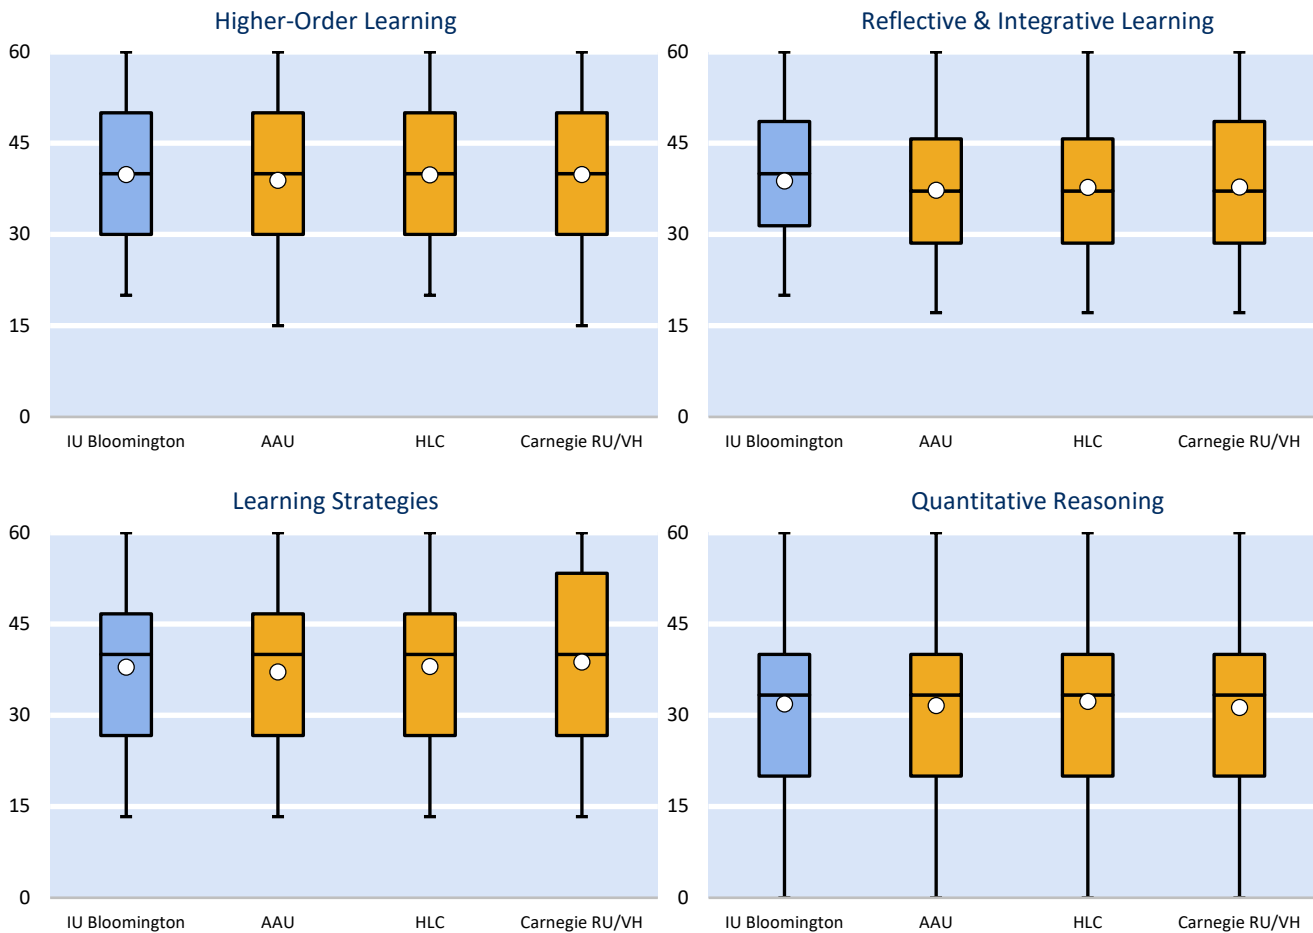 Higher-Order Learning
60
45
30
15
0
IU Bloomington AAU HLC Carnegie RU/VH
Reflective & Integrative Learning
60
45
30
15
0
IU Bloomington AAU HLC Carnegie RU/VH
Learning Strategies
60
45
30
15
0
IU Bloomington AAU HLC Carnegie RU/VH
Quantitative Reasoning
60
45
30
15
0
IU Bloomington AAU HLC Carnegie RU/VH